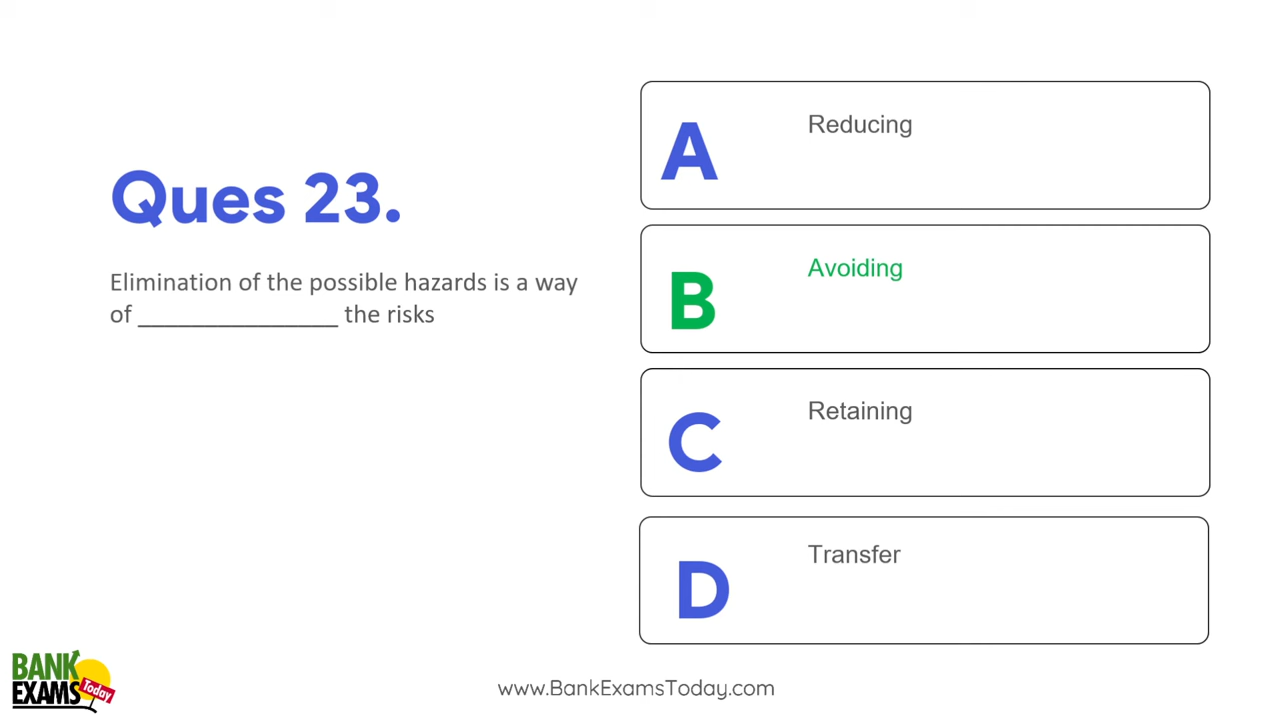 Ques 23.
Elimination of the possible hazards is a way
of _______________ the risks
A
Reducing
B
Avoiding
C
Retaining
D
Transfer
BANK
EXAMS
Today
www.BankExamsToday.com